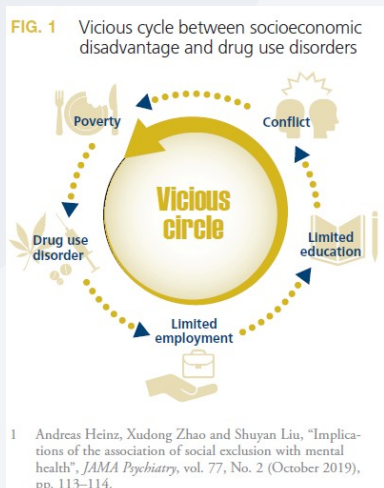 FIG. 1 Vicious cycle between socioeconomic
disadvantage and drug use disorders
Poverty
Conflict
Vicious
circle
Drug use
disorder
Limited
education
Limited
employment
1 Andreas Heinz, Xudong Zhao and Shuyan Liu, “Implica-
tions of the association of social exclusion with mental
health”, JAMA Psychiatry, vol. 77, No. 2 (October 2019),
pp. 113–114.